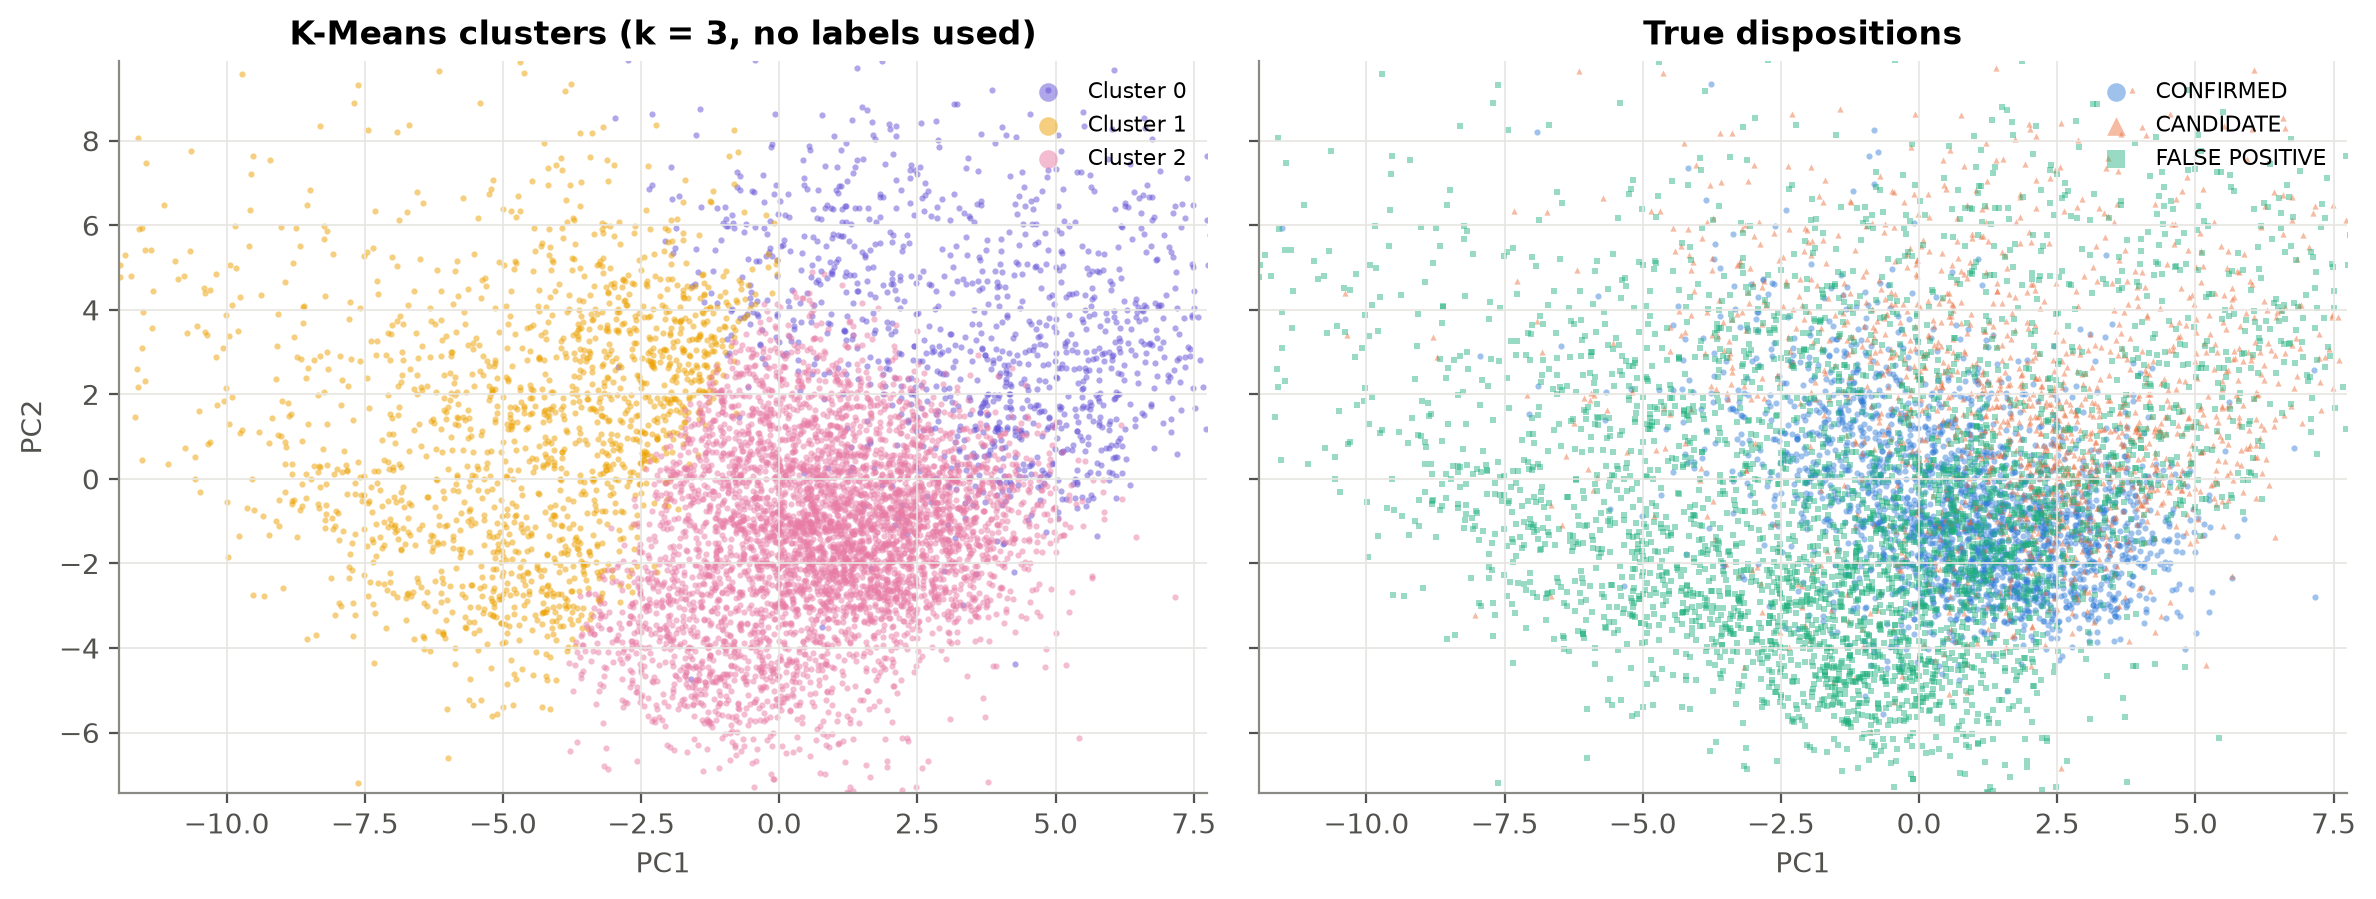 K-Means clusters (k = 3, no labels used)
Cluster 0
Cluster 1
Cluster 2
PC2
8
6
4
2
0
−2
−4
−6
−10.0 −7.5 −5.0 −2.5 0.0 2.5 5.0 7.5
PC1
True dispositions
CONFIRMED
CANDIDATE
FALSE POSITIVE
−10.0 −7.5 −5.0 −2.5 0.0 2.5 5.0 7.5
PC1